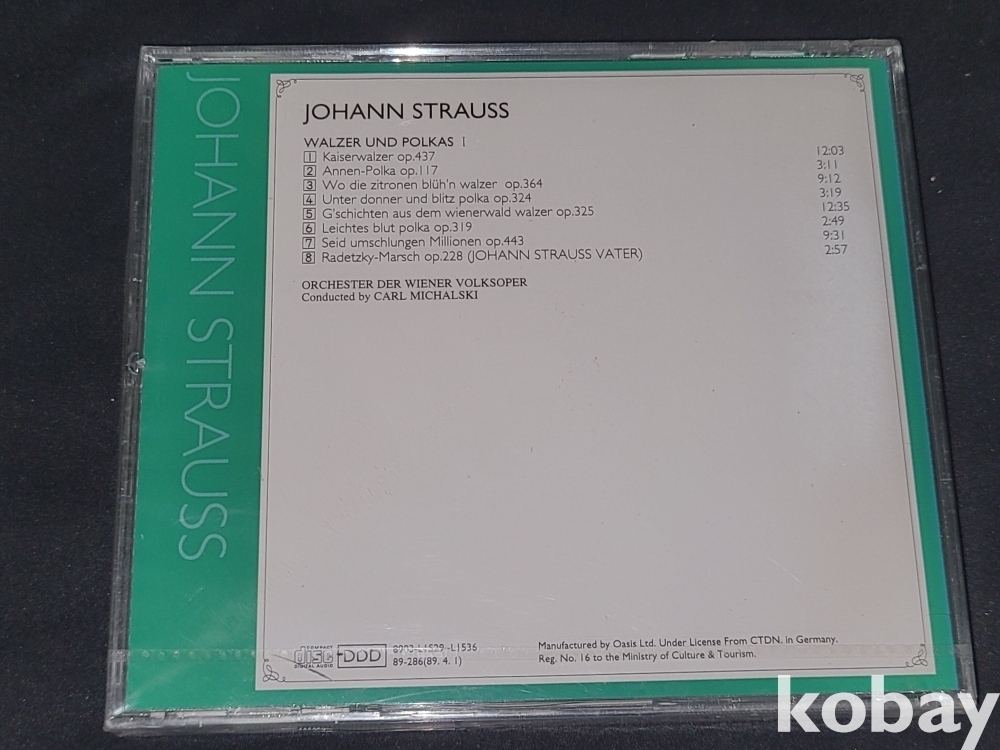 JOHANN STRAUSS
JOHANN STRAUSS
WALZER UND POLKAS I
1 Kaiserwalzer op.437 12:03
2 Annen-Polka op.117 3:11
3 Wo die zitronen blüh'n walzer op.364 9:12
4 Unter donner und blitz polka op.324 3:19
5 G'schichten aus dem wienerwald walzer op.325 12:35
6 Leichtes blut polka op.319 2:49
7 Seid umschlungen Millionen op.443 9:31
8 Radetzky-Marsch op.228 (JOHANN STRAUSS VATER) 2:57
ORCHESTER DER WIENER VOLKSOPER
Conducted by CARL MICHALSKI
COMPACT
disc
DIGITAL AUDIO
DDD
89-286(89. 4. 1)
Manufactured by Oasis Ltd. Under License From CTDN. in Germany.
Reg. No. 16 to the Ministry of Culture & Tourism.
kobay